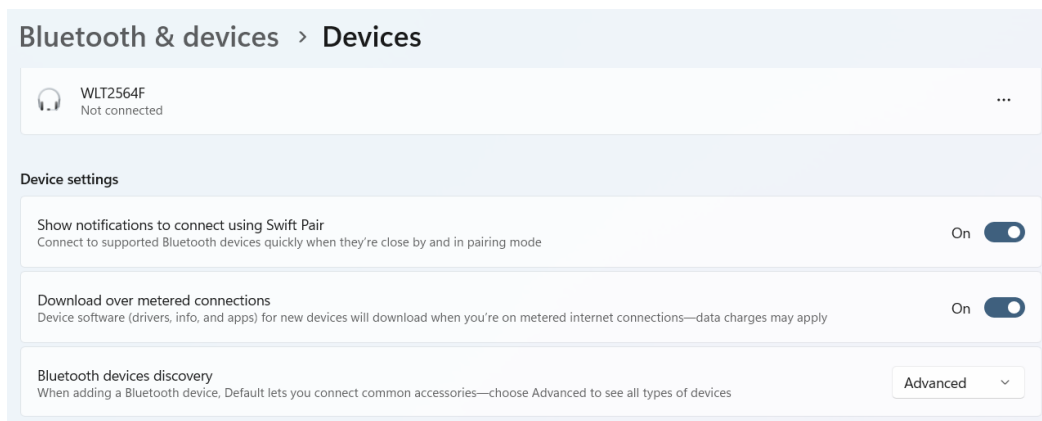 Bluetooth & devices > Devices
WLT2564F
Not connected
...
Device settings
Show notifications to connect using Swift Pair
Connect to supported Bluetooth devices quickly when they're close by and in pairing mode
On
Download over metered connections
Device software (drivers, info, and apps) for new devices will download when you're on metered internet connections—data charges may apply
On
Bluetooth devices discovery
When adding a Bluetooth device, Default lets you connect common accessories—choose Advanced to see all types of devices
Advanced